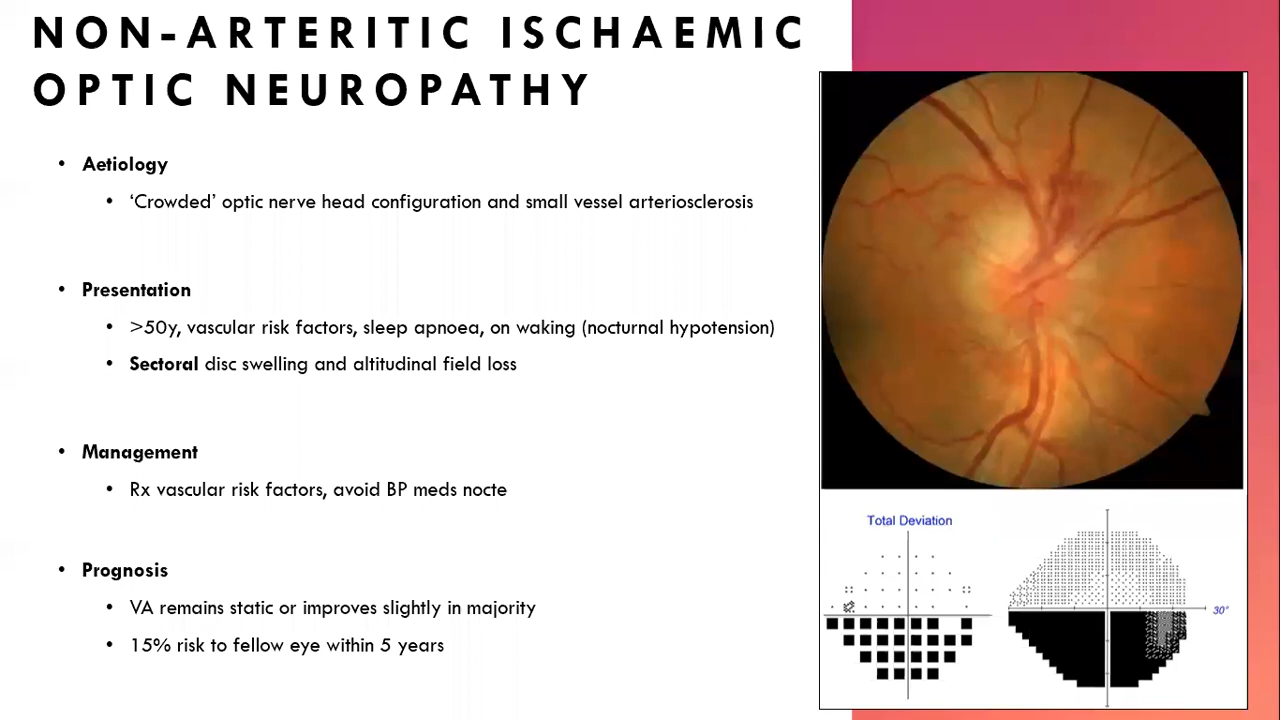 NON-ARTERITIC ISCHAEMIC
OPTIC NEUROPATHY
• Aetiology
• ‘Crowded’ optic nerve head configuration and small vessel arteriosclerosis
• Presentation
• >50y, vascular risk factors, sleep apnoea, on waking (nocturnal hypotension)
• Sectoral disc swelling and altitudinal field loss
• Management
• Rx vascular risk factors, avoid BP meds nocte
• Prognosis
• VA remains static or improves slightly in majority
• 15% risk to fellow eye within 5 years
Total Deviation
30°